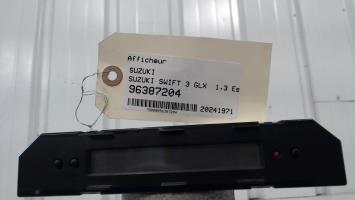 Afficheur
SUZUKI
SUZUKI SWIFT 3 GLX 1.3 Es
96387204
20241971